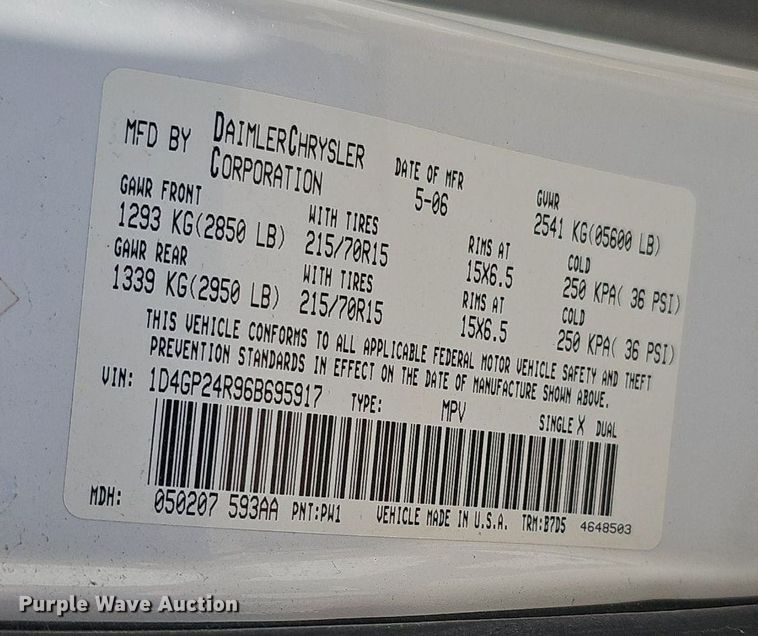 MFD BY DAIMLERCHRYSLER CORPORATION DATE OF MFR 5-06 GVWR 2541 KG(05600 LB)
GAWR FRONT WITH TIRES RIMS AT COLD
1293 KG(2850 LB) 215/70R15 15X6.5 250 KPA( 36 PSI)
GAWR REAR WITH TIRES RIMS AT COLD
1339 KG(2950 LB) 215/70R15 15X6.5 250 KPA( 36 PSI)
THIS VEHICLE CONFORMS TO ALL APPLICABLE FEDERAL MOTOR VEHICLE SAFETY AND THEFT
PREVENTION STANDARDS IN EFFECT ON THE DATE OF MANUFACTURE SHOWN ABOVE.
VIN: 1D4GP24R96B695917 TYPE: MPV SINGLE X DUAL
MDH: 050207 593AA PNT:PW1 VEHICLE MADE IN U.S.A. TRM:B7D5 4648503
Purple Wave Auction